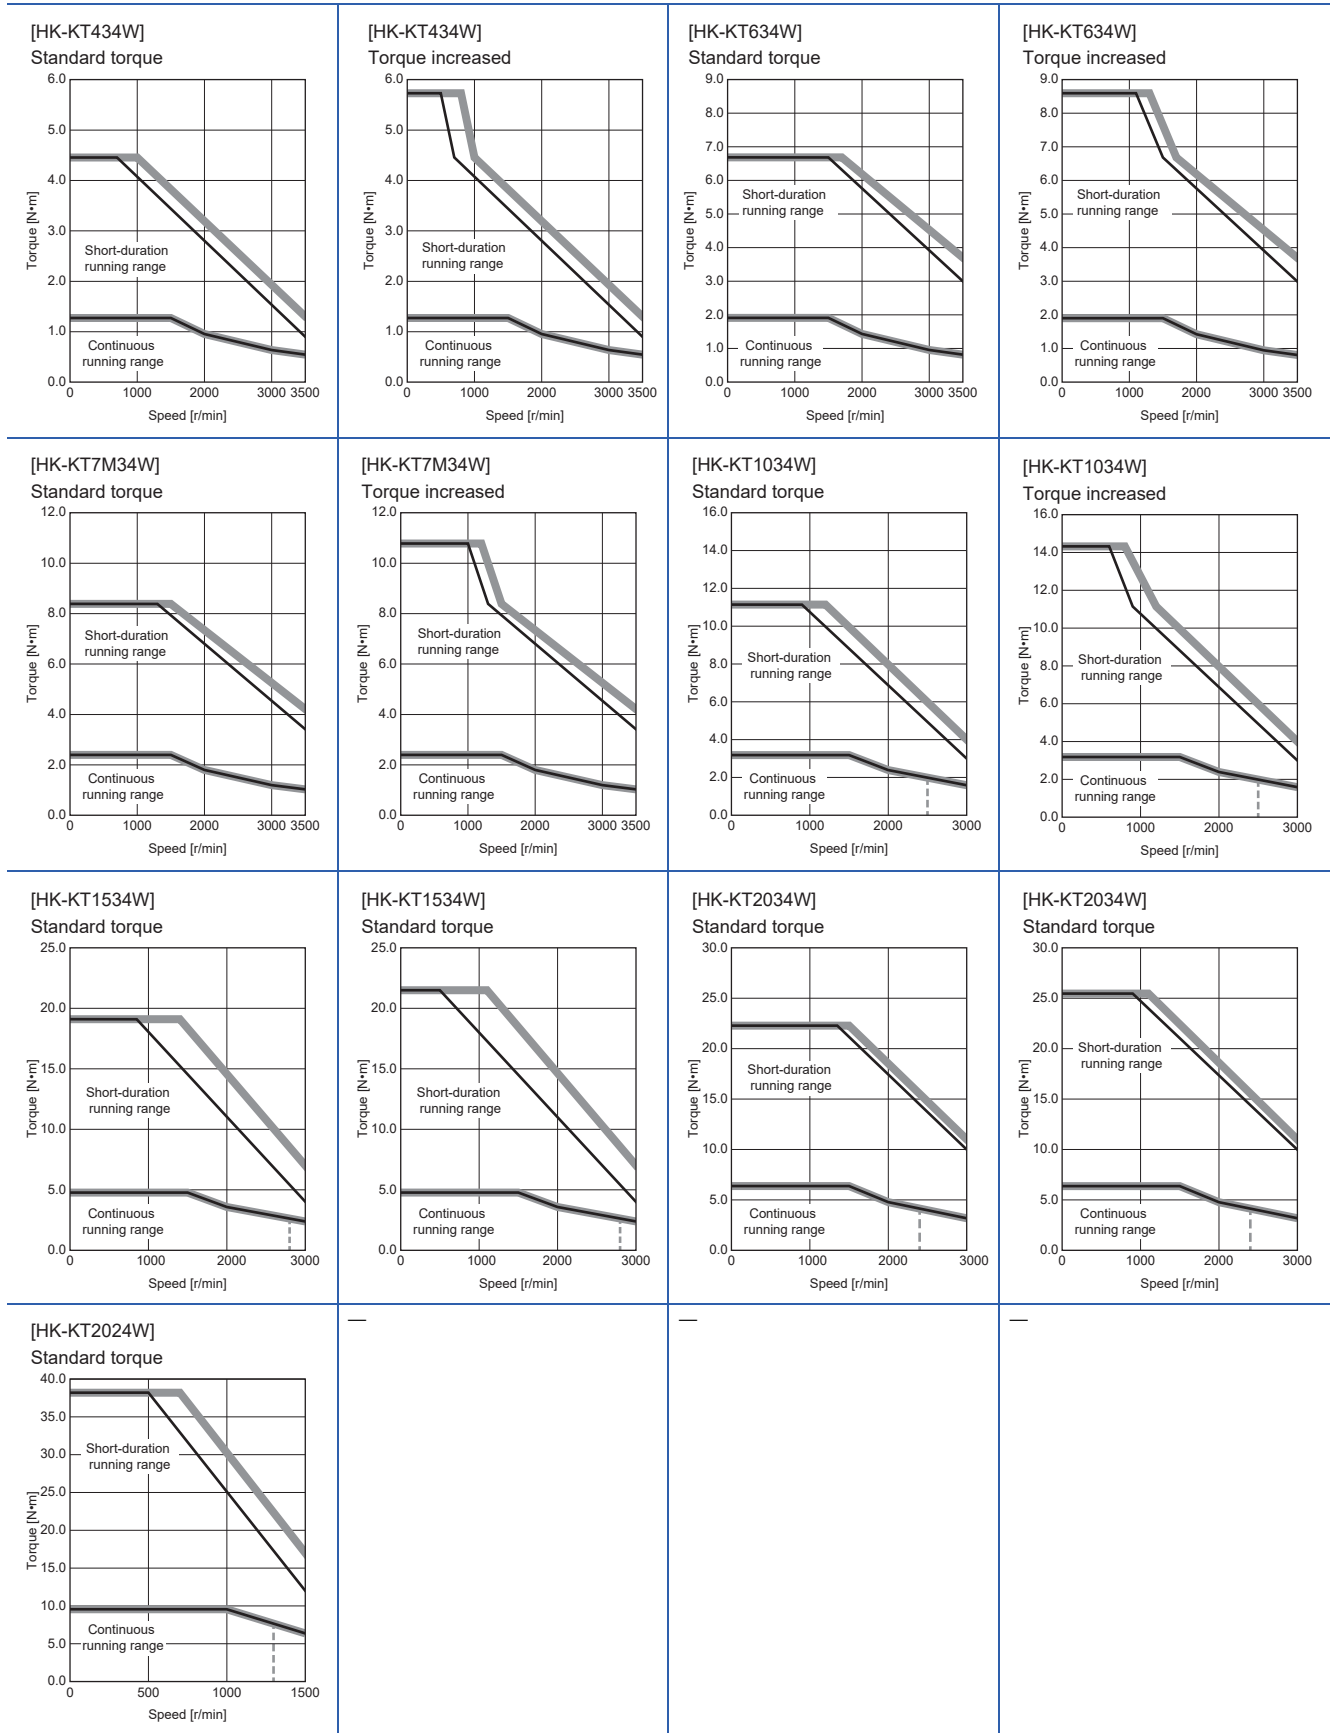 [HK-KT434W]
Standard torque
6.0
5.0
4.0
3.0
2.0
1.0
0.0
Torque [N•m]
Short-duration
running range
Continuous
running range
0 1000 2000 3000 3500
Speed [r/min]
[HK-KT434W]
Torque increased
6.0
5.0
4.0
3.0
2.0
1.0
0.0
Torque [N•m]
Short-duration
running range
Continuous
running range
0 1000 2000 3000 3500
Speed [r/min]
[HK-KT634W]
Standard torque
9.0
8.0
7.0
6.0
5.0
4.0
3.0
2.0
1.0
0.0
Torque [N•m]
Short-duration
running range
Continuous
running range
0 1000 2000 3000 3500
Speed [r/min]
[HK-KT634W]
Torque increased
9.0
8.0
7.0
6.0
5.0
4.0
3.0
2.0
1.0
0.0
Torque [N•m]
Short-duration
running range
Continuous
running range
0 1000 2000 3000 3500
Speed [r/min]
[HK-KT7M34W]
Standard torque
12.0
10.0
8.0
6.0
4.0
2.0
0.0
Torque [N•m]
Short-duration
running range
Continuous
running range
0 1000 2000 3000 3500
Speed [r/min]
[HK-KT7M34W]
Torque increased
12.0
10.0
8.0
6.0
4.0
2.0
0.0
Torque [N•m]
Short-duration
running range
Continuous
running range
0 1000 2000 3000 3500
Speed [r/min]
[HK-KT1034W]
Standard torque
16.0
14.0
12.0
10.0
8.0
6.0
4.0
2.0
0.0
Torque [N•m]
Short-duration
running range
Continuous
running range
0 1000 2000 3000
Speed [r/min]
[HK-KT1034W]
Torque increased
16.0
14.0
12.0
10.0
8.0
6.0
4.0
2.0
0.0
Torque [N•m]
Short-duration
running range
Continuous
running range
0 1000 2000 3000
Speed [r/min]
[HK-KT1534W]
Standard torque
25.0
20.0
15.0
10.0
5.0
0.0
Torque [N•m]
Short-duration
running range
Continuous
running range
0 1000 2000 3000
Speed [r/min]
[HK-KT1534W]
Standard torque
25.0
20.0
15.0
10.0
5.0
0.0
Torque [N•m]
Short-duration
running range
Continuous
running range
0 1000 2000 3000
Speed [r/min]
[HK-KT2034W]
Standard torque
30.0
25.0
20.0
15.0
10.0
5.0
0.0
Torque [N•m]
Short-duration
running range
Continuous
running range
0 1000 2000 3000
Speed [r/min]
[HK-KT2034W]
Standard torque
30.0
25.0
20.0
15.0
10.0
5.0
0.0
Torque [N•m]
Short-duration
running range
Continuous
running range
0 1000 2000 3000
Speed [r/min]
[HK-KT2024W]
Standard torque
40.0
35.0
30.0
25.0
20.0
15.0
10.0
5.0
0.0
Torque [N•m]
Short-duration
running range
Continuous
running range
0 500 1000 1500
Speed [r/min]
—
—
—